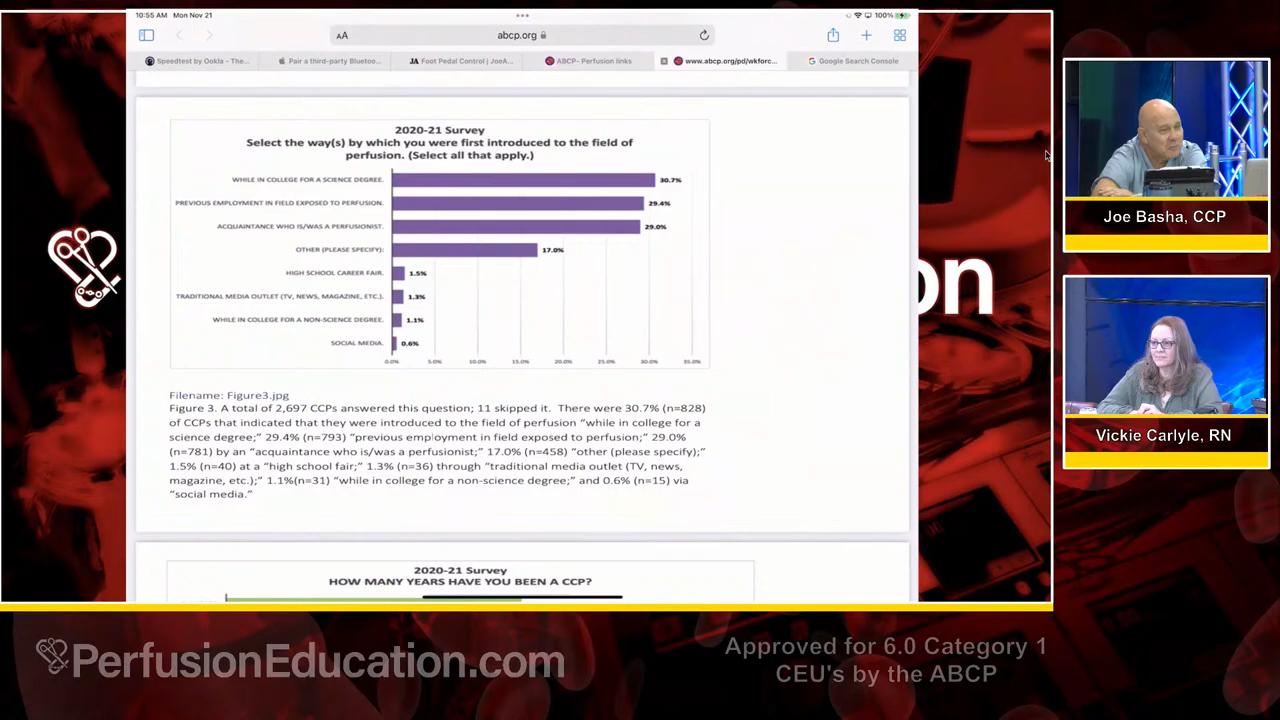 10:55 AM Mon Nov 21
100%
AA
abcp.org
Speedtest by Ookla - The...
Pair a third-party Bluetoo...
JA Foot Pedal Control | JoeA...
ABCP- Perfusion links
www.abcp.org/pd/wkforc...
Google Search Console
2020-21 Survey
Select the way(s) by which you were first introduced to the field of
perfusion. (Select all that apply.)
WHILE IN COLLEGE FOR A SCIENCE DEGREE. 30.7%
PREVIOUS EMPLOYMENT IN FIELD EXPOSED TO PERFUSION. 29.4%
ACQUAINTANCE WHO IS/WAS A PERFUSIONIST. 29.0%
OTHER (PLEASE SPECIFY): 17.0%
HIGH SCHOOL CAREER FAIR. 1.5%
TRADITIONAL MEDIA OUTLET (TV, NEWS, MAGAZINE, ETC.). 1.3%
WHILE IN COLLEGE FOR A NON-SCIENCE DEGREE. 1.1%
SOCIAL MEDIA. 0.6%
0.0% 5.0% 10.0% 15.0% 20.0% 25.0% 30.0% 35.0%
Filename: Figure3.jpg
Figure 3. A total of 2,697 CCPs answered this question; 11 skipped it. There were 30.7% (n=828)
of CCPs that indicated that they were introduced to the field of perfusion “while in college for a
science degree;” 29.4% (n=793) “previous employment in field exposed to perfusion;” 29.0%
(n=781) by an “acquaintance who is/was a perfusionist;” 17.0% (n=458) “other (please specify);”
1.5% (n=40) at a “high school fair;” 1.3% (n=36) through “traditional media outlet (TV, news,
magazine, etc.);” 1.1%(n=31) “while in college for a non-science degree;” and 0.6% (n=15) via
“social media.”
2020-21 Survey
HOW MANY YEARS HAVE YOU BEEN A CCP?
on
Joe Basha, CCP
Vickie Carlyle, RN
PerfusionEducation.com
Approved for 6.0 Category 1
CEU's by the ABCP